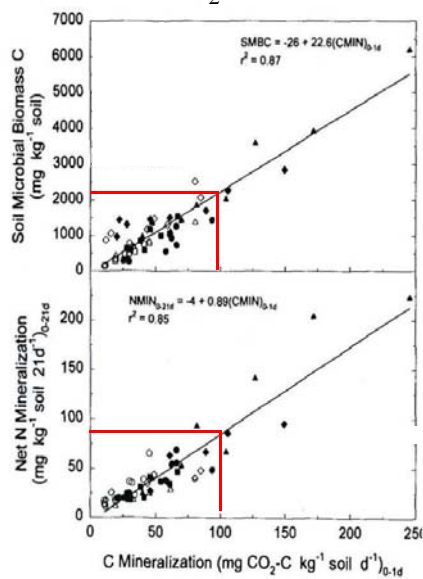 2
7000
6000
5000
4000
3000
2000
1000
0
Soil Microbial Biomass C
(mg kg⁻¹ soil)
SMBC = -26 + 22.6(CMIN)₀₋₁d
r² = 0.87
200
150
100
50
0
Net N Mineralization
(mg kg⁻¹ soil 21d⁻¹)₀₋₂₁d
NMIN₀₋₂₁d = -4 + 0.89(CMIN)₀₋₁d
r² = 0.85
0 50 100 150 200 250
C Mineralization (mg CO₂-C kg⁻¹ soil d⁻¹)₀₋₁d